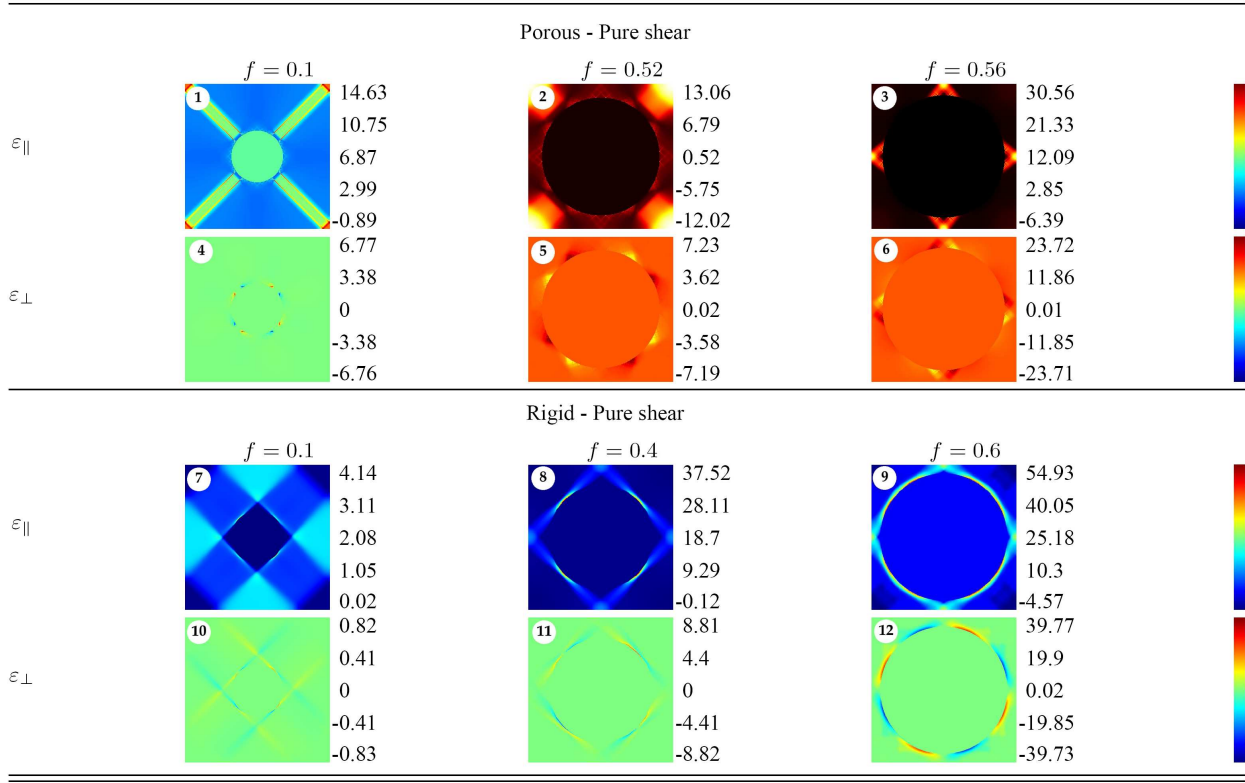 Porous - Pure shear
f = 0.1 f = 0.52 f = 0.56
ε∥
1 14.63 10.75 6.87 2.99 -0.89
2 13.06 6.79 0.52 -5.75 -12.02
3 30.56 21.33 12.09 2.85 -6.39
ε⊥
4 6.77 3.38 0 -3.38 -6.76
5 7.23 3.62 0.02 -3.58 -7.19
6 23.72 11.86 0.01 -11.85 -23.71
Rigid - Pure shear
f = 0.1 f = 0.4 f = 0.6
ε∥
7 4.14 3.11 2.08 1.05 0.02
8 37.52 28.11 18.7 9.29 -0.12
9 54.93 40.05 25.18 10.3 -4.57
ε⊥
10 0.82 0.41 0 -0.41 -0.83
11 8.81 4.4 0 -4.41 -8.82
12 39.77 19.9 0.02 -19.85 -39.73